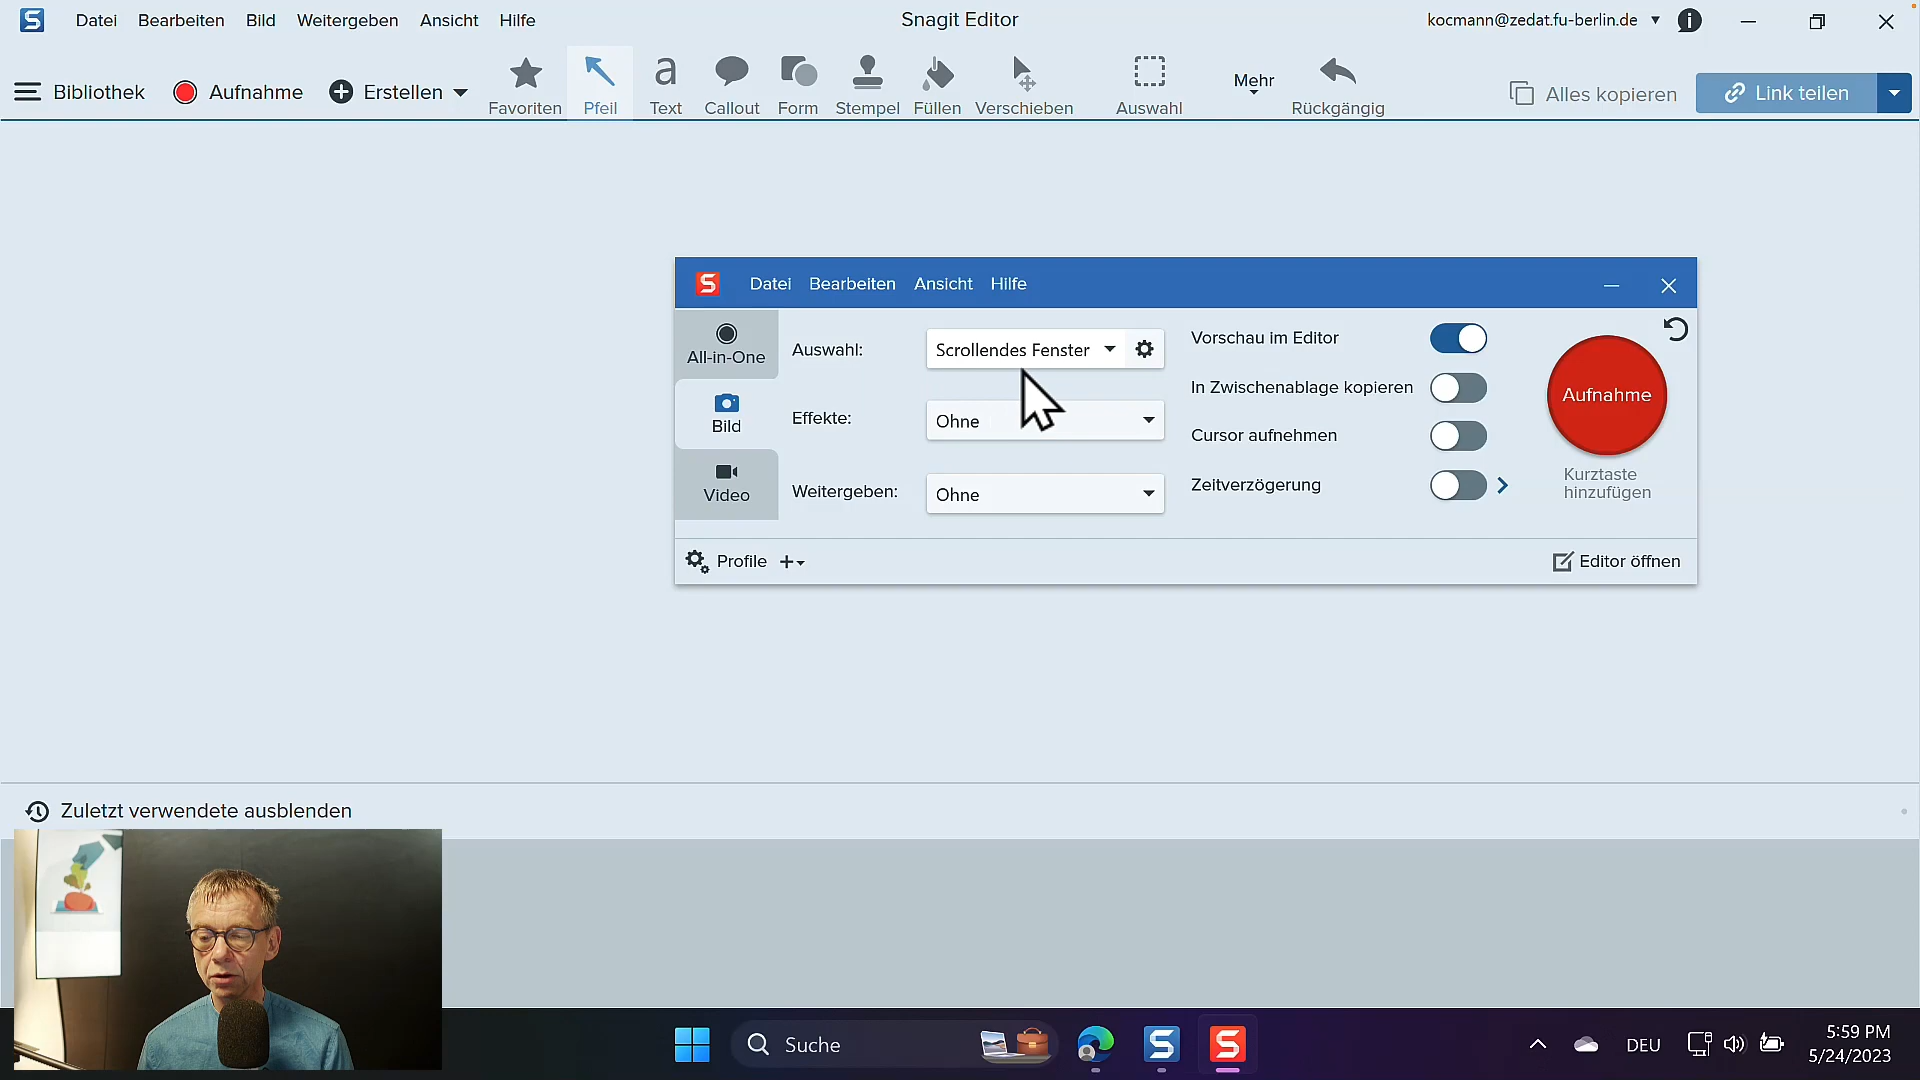 Datei Bearbeiten Bild Weitergeben Ansicht Hilfe
Snagit Editor
kocmann@zedat.fu-berlin.de
Bibliothek
Aufnahme
Erstellen
Favoriten
Pfeil
Text
Callout
Form
Stempel
Füllen
Verschieben
Auswahl
Mehr
Rückgängig
Alles kopieren
Link teilen
Datei Bearbeiten Ansicht Hilfe
All-in-One
Bild
Video
Auswahl:
Scrollendes Fenster
Effekte:
Ohne
Weitergeben:
Ohne
Vorschau im Editor
In Zwischenablage kopieren
Cursor aufnehmen
Zeitverzögerung
Aufnahme
Kurztaste
hinzufügen
Profile
Editor öffnen
Zuletzt verwendete ausblenden
Suche
DEU
5:59 PM
5/24/2023